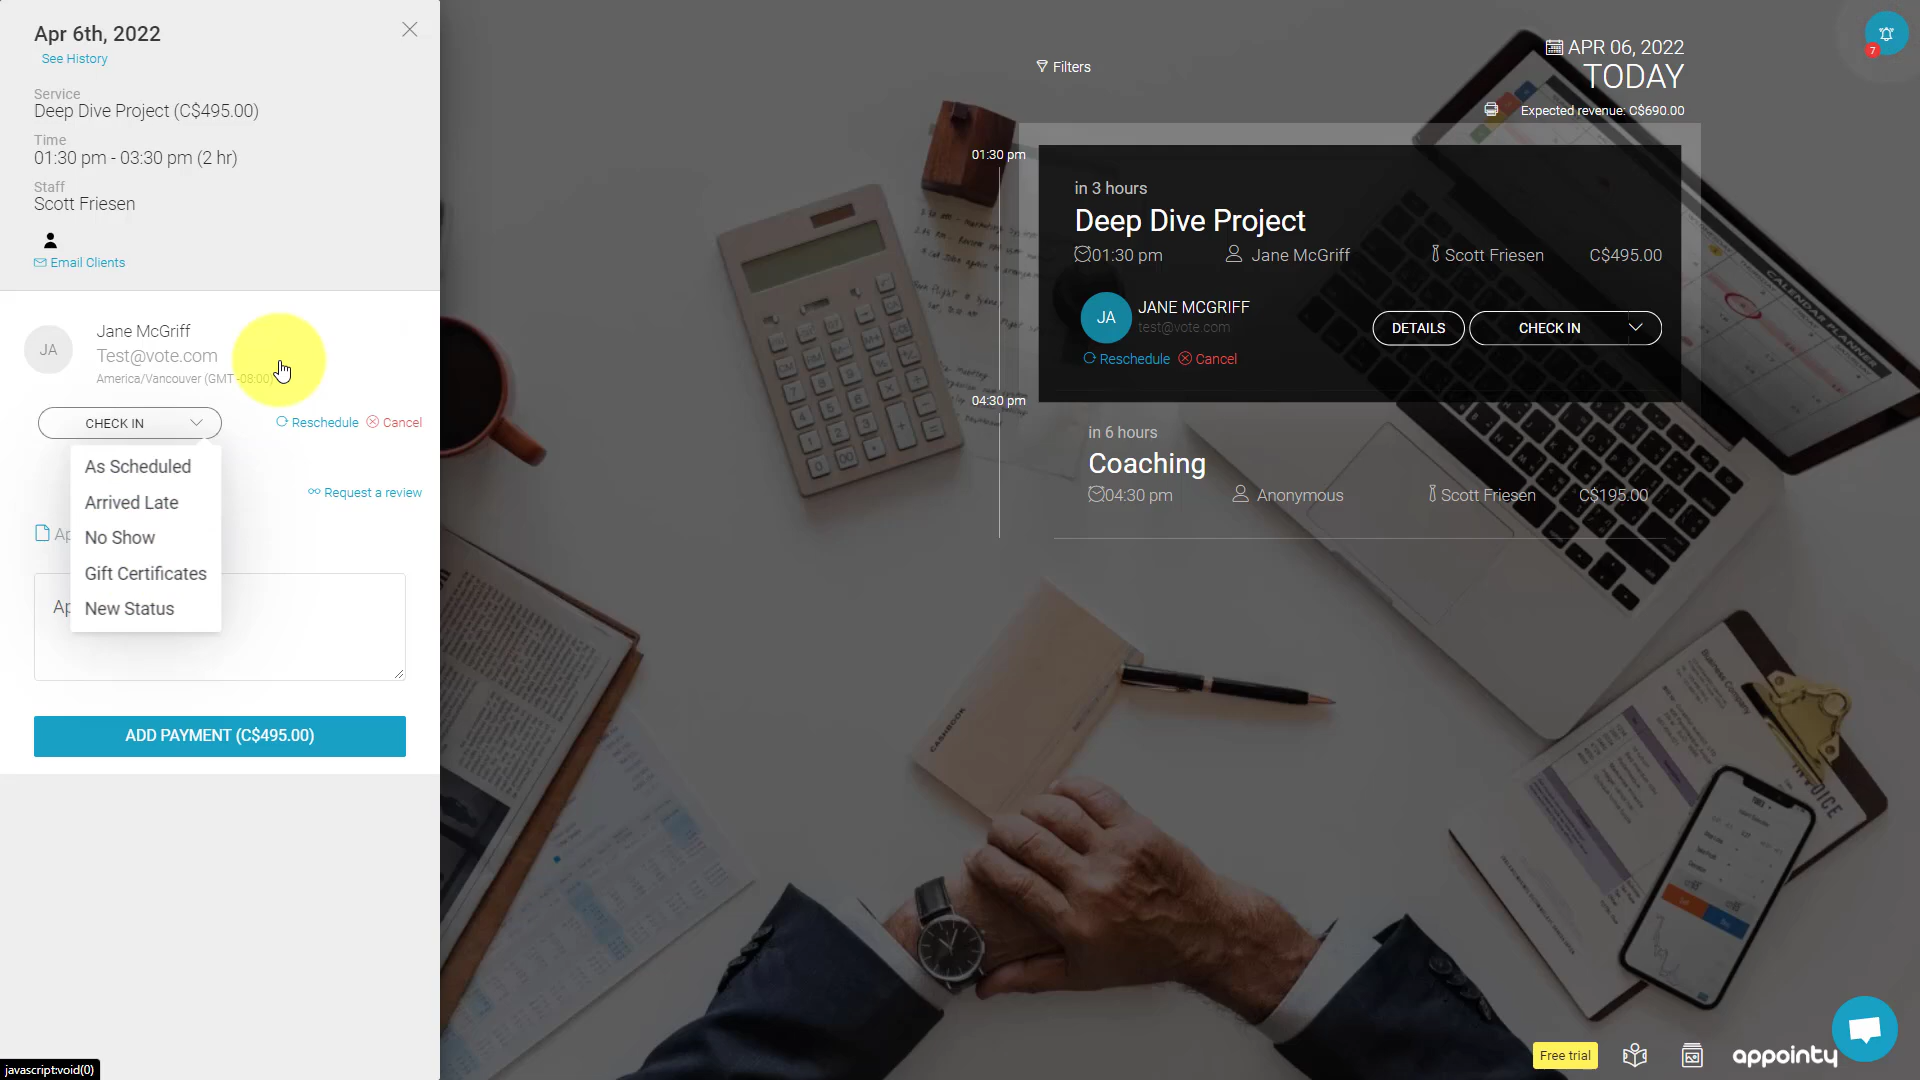 Apr 6th, 2022
See History
Service
Deep Dive Project (C$495.00)
Time
01:30 pm - 03:30 pm (2 hr)
Staff
Scott Friesen
Email Clients
Jane McGriff
JA
Test@vote.com
America/Vancouver (GMT -08:00)
CHECK IN
Reschedule
Cancel
As Scheduled
Arrived Late
No Show
Gift Certificates
New Status
Request a review
Ap
Ap
ADD PAYMENT (C$495.00)
javascript:void(0)
Filters
APR 06, 2022
TODAY
Expected revenue: C$690.00
7
01:30 pm
in 3 hours
Deep Dive Project
01:30 pm
Jane McGriff
Scott Friesen
C$495.00
JA
JANE MCGRIFF
test@vote.com
DETAILS
CHECK IN
Reschedule
Cancel
04:30 pm
in 6 hours
Coaching
04:30 pm
Anonymous
Scott Friesen
C$195.00
CASHBOOK
CALENDAR PLANNER
Free trial
appointy